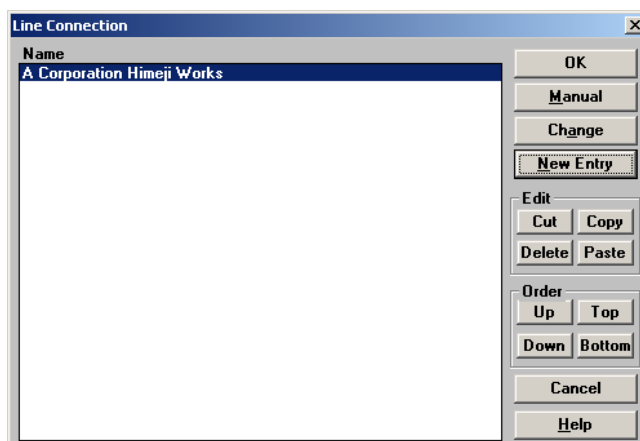 Line Connection
Name
A Corporation Himeji Works
OK
Manual
Change
New Entry
Edit
Cut Copy
Delete Paste
Order
Up Top
Down Bottom
Cancel
Help